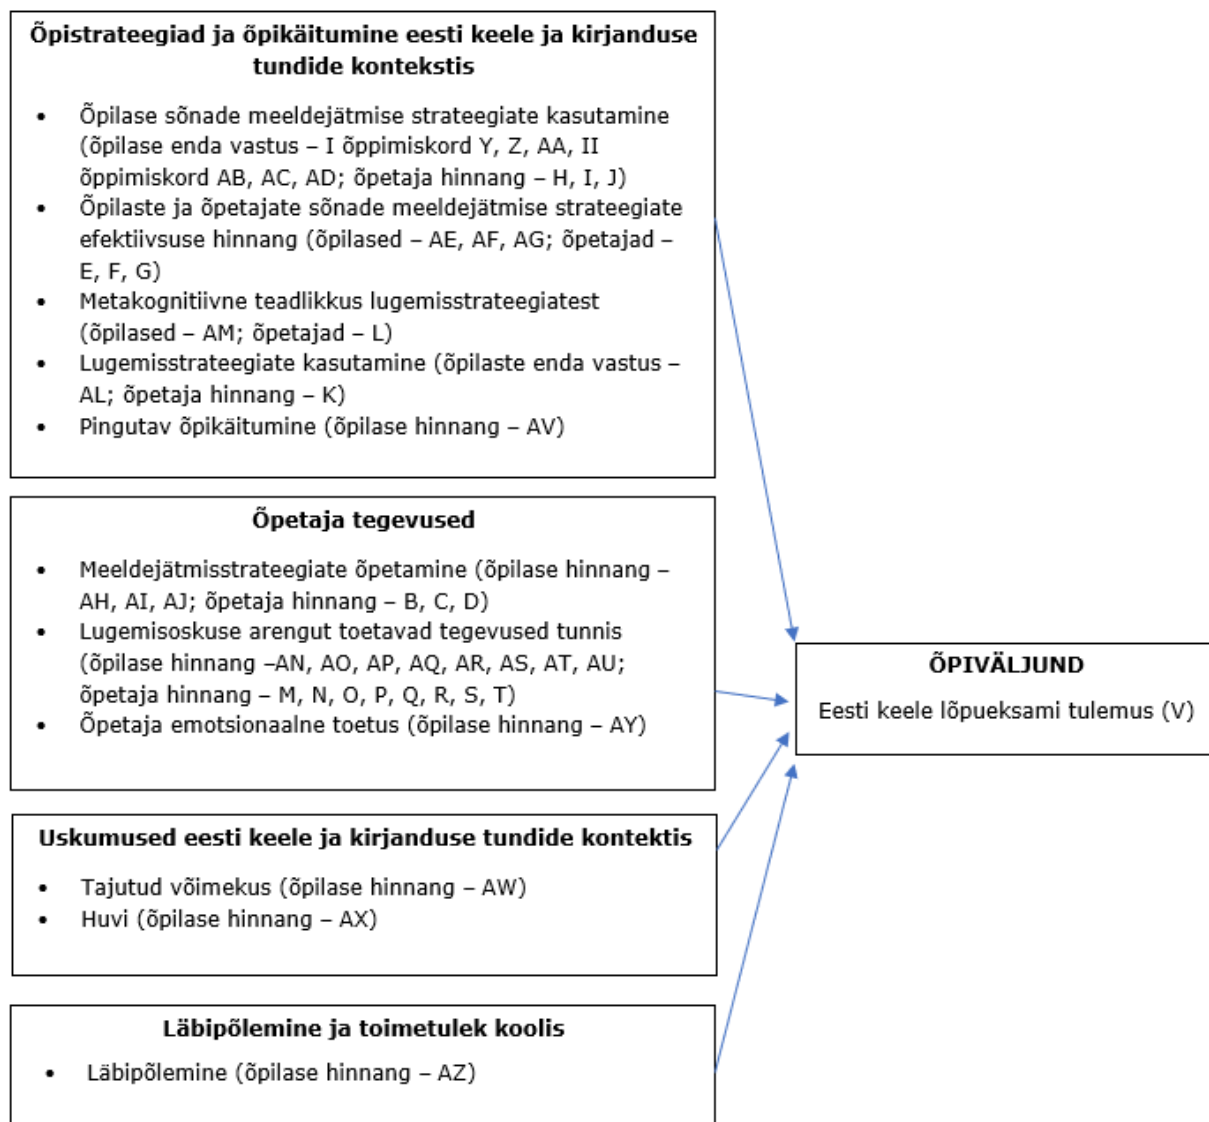 Õpistrateegiad ja õpikäitumine eesti keele ja kirjanduse
tundide kontekstis
• Õpilase sõnade meeldejätmise strateegiate kasutamine
(õpilase enda vastus – I õppimiskord Y, Z, AA, II
õppimiskord AB, AC, AD; õpetaja hinnang – H, I, J)
• Õpilaste ja õpetajate sõnade meeldejätmise strateegiate
efektiivsuse hinnang (õpilased – AE, AF, AG; õpetajad –
E, F, G)
• Metakognitiivne teadlikkus lugemisstrateegiatest
(õpilased – AM; õpetajad – L)
• Lugemisstrateegiate kasutamine (õpilaste enda vastus –
AL; õpetaja hinnang – K)
• Pingutav õpikäitumine (õpilase hinnang – AV)
Õpetaja tegevused
• Meeldejätmisstrateegiate õpetamine (õpilase hinnang –
AH, AI, AJ; õpetaja hinnang – B, C, D)
• Lugemisoskuse arengut toetavad tegevused tunnis
(õpilase hinnang –AN, AO, AP, AQ, AR, AS, AT, AU;
õpetaja hinnang – M, N, O, P, Q, R, S, T)
• Õpetaja emotsionaalne toetus (õpilase hinnang – AY)
Uskumused eesti keele ja kirjanduse tundide kontektis
• Tajutud võimekus (õpilase hinnang – AW)
• Huvi (õpilase hinnang – AX)
Läbipõlemine ja toimetulek koolis
• Läbipõlemine (õpilase hinnang – AZ)
ÕPIVÄLJUND
Eesti keele lõpueksami tulemus (V)